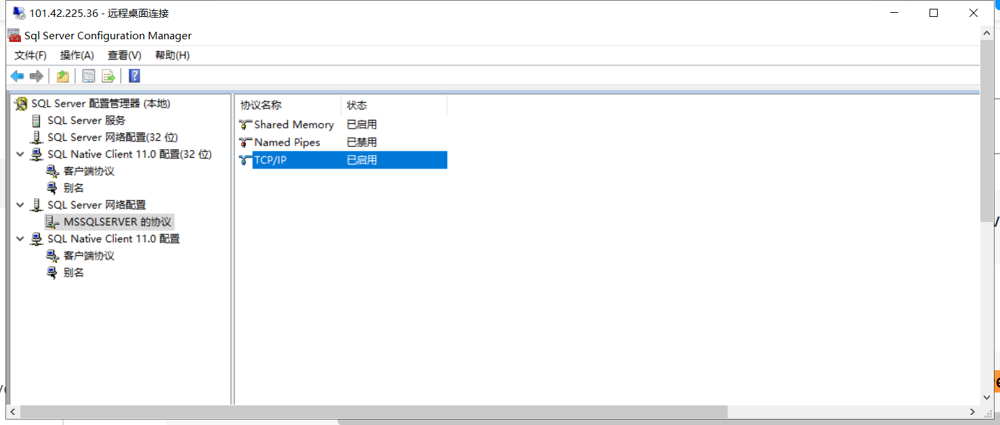 101.42.225.36 - 远程桌面连接
Sql Server Configuration Manager
文件(F) 操作(A) 查看(V) 帮助(H)
SQL Server 配置管理器 (本地)
SQL Server 服务
SQL Server 网络配置(32 位)
SQL Native Client 11.0 配置(32 位)
客户端协议
别名
SQL Server 网络配置
MSSQLSERVER 的协议
SQL Native Client 11.0 配置
客户端协议
别名
协议名称 状态
Shared Memory 已启用
Named Pipes 已禁用
TCP/IP 已启用